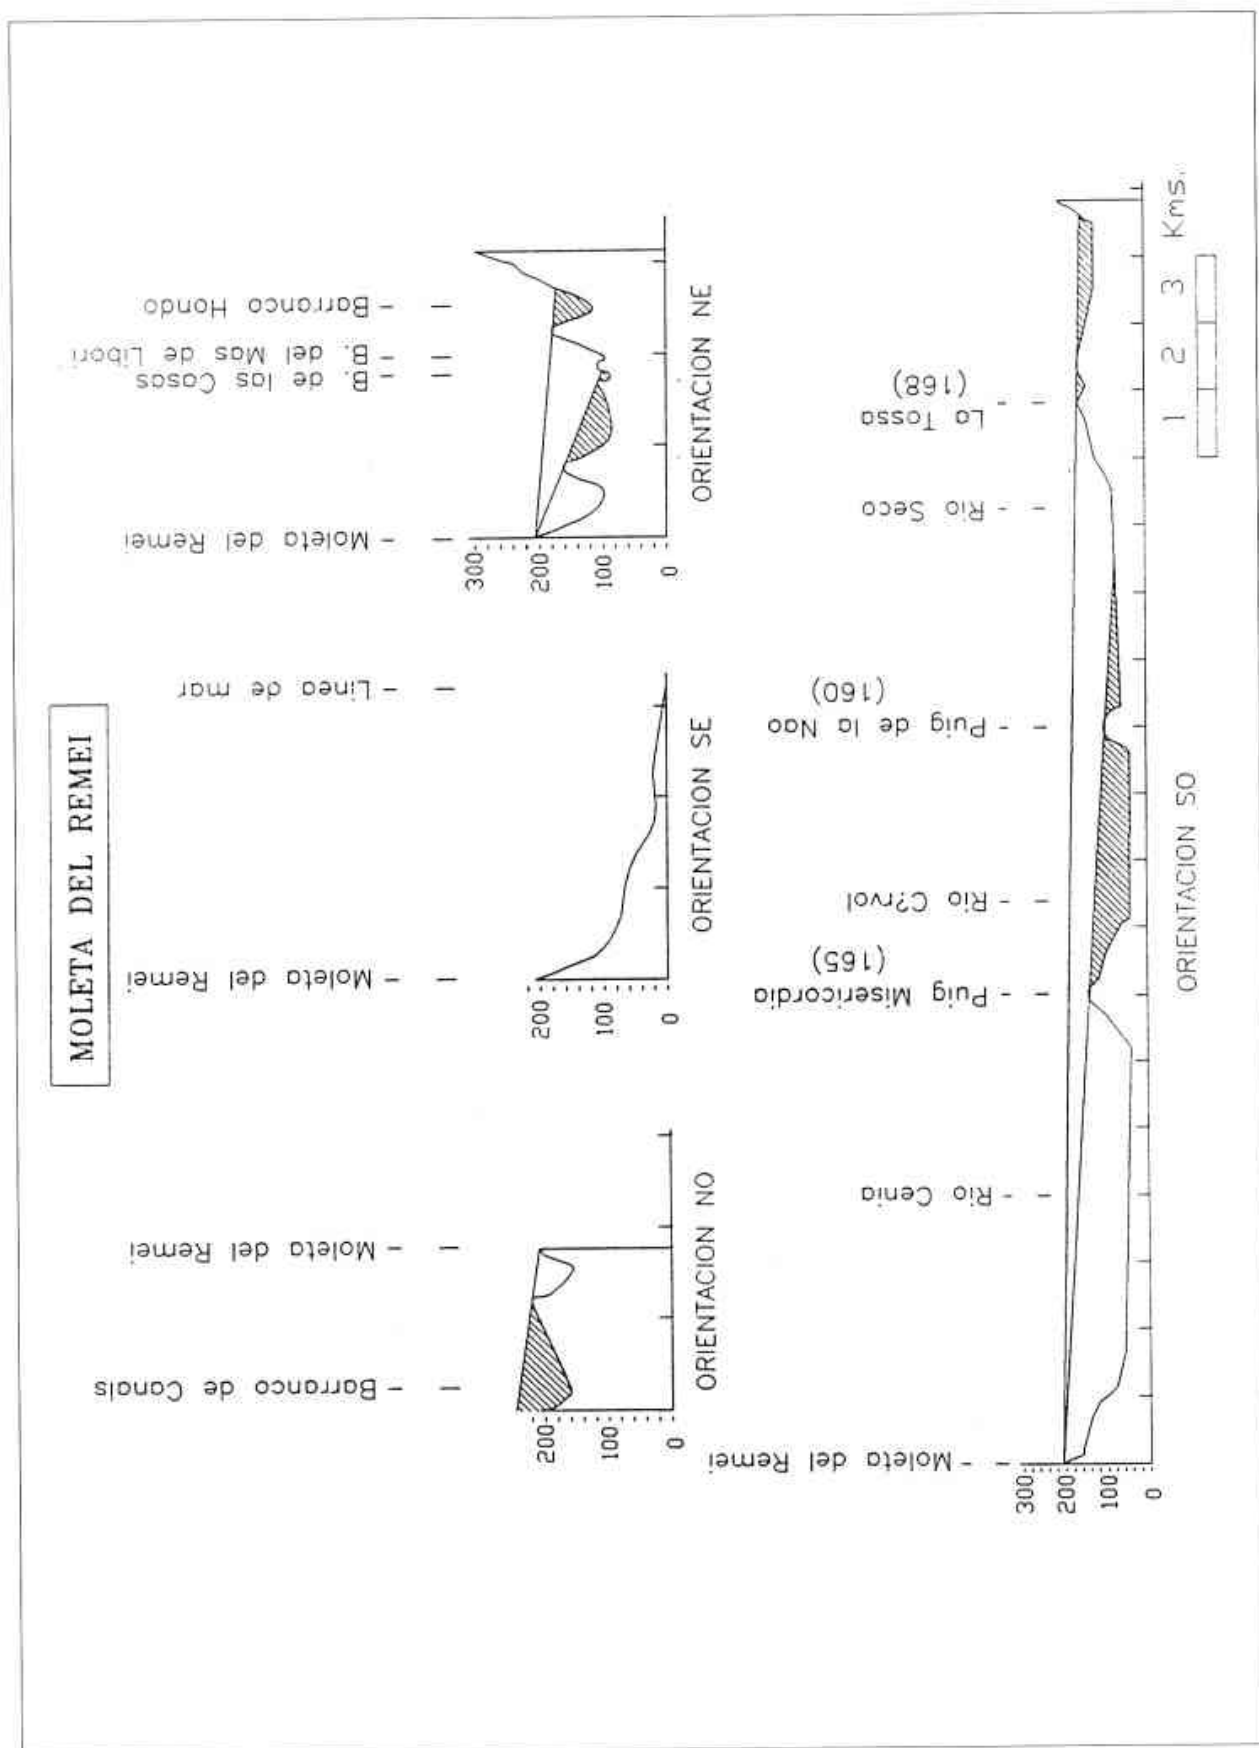 MOLETA DEL REMEI
Barranco de Canals
Moleta del Remei
200
100
0
ORIENTACION NO
Moleta del Remei
Linea de mar
200
100
0
ORIENTACION SE
Moleta del Remei
B. de las Casas
B. del Mas de Libori
Barranco Hondo
300
200
100
0
ORIENTACION NE
Moleta del Remei
Rio Cenia
Puig Misericordia
(165)
Rio C?rvol
Puig de la Nao
(160)
Rio Seco
La Tossa
(168)
300
200
100
0
ORIENTACION SO
1 2 3 Kms.